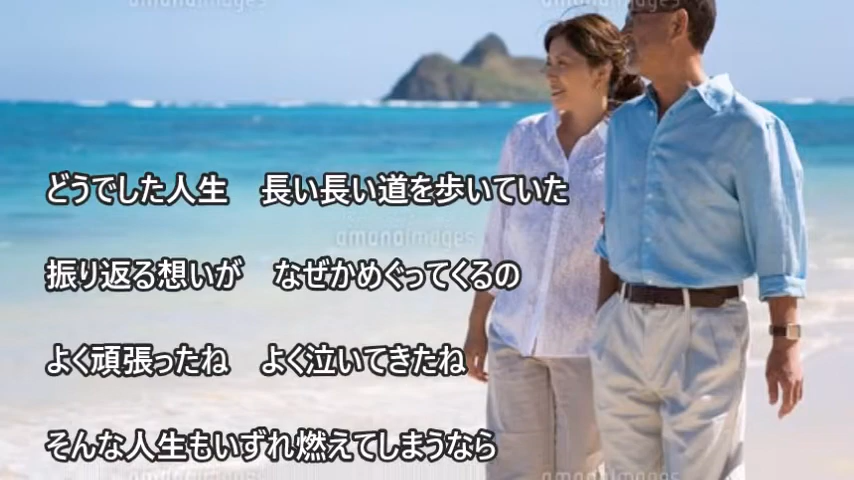 amanaimages
どうでした人生　長い長い道を歩いていた
amanaimages
振り返る想いが　なぜかめぐってくるの
よく頑張ったね　よく泣いてきたね
そんな人生もいずれ燃えてしまうなら
amanaimages